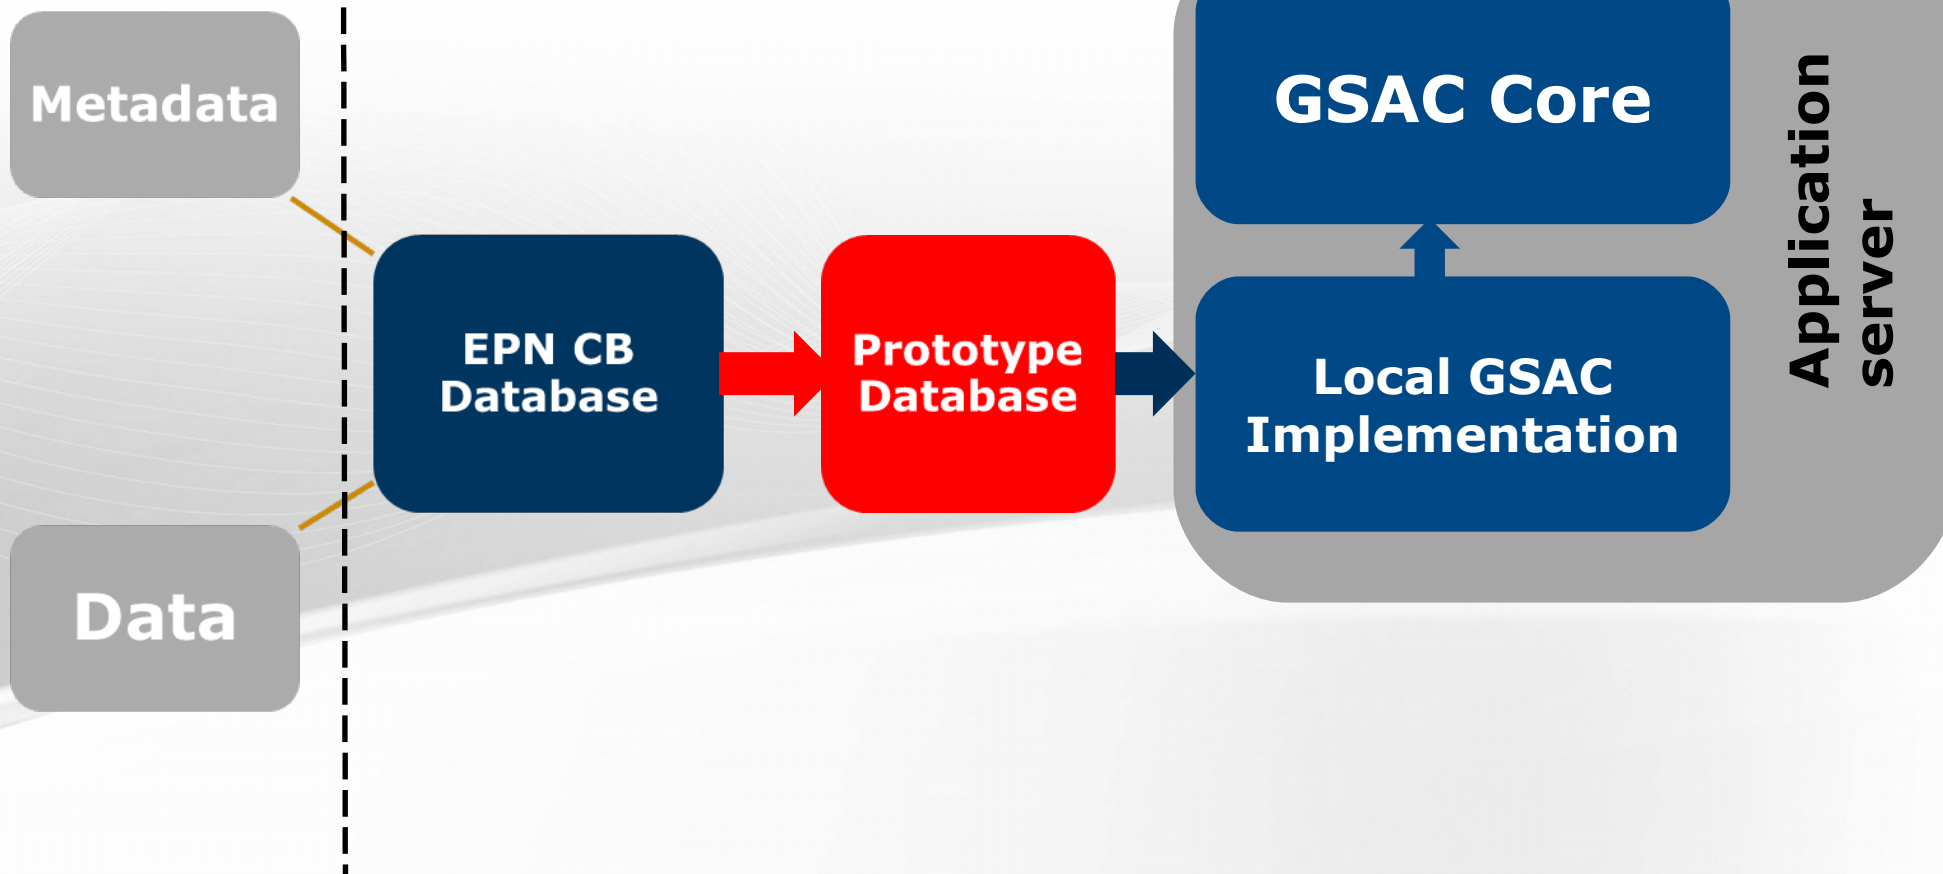 Metadata
Data
EPN CB
Database
Prototype
Database
GSAC Core
Local GSAC
Implementation
Application
server